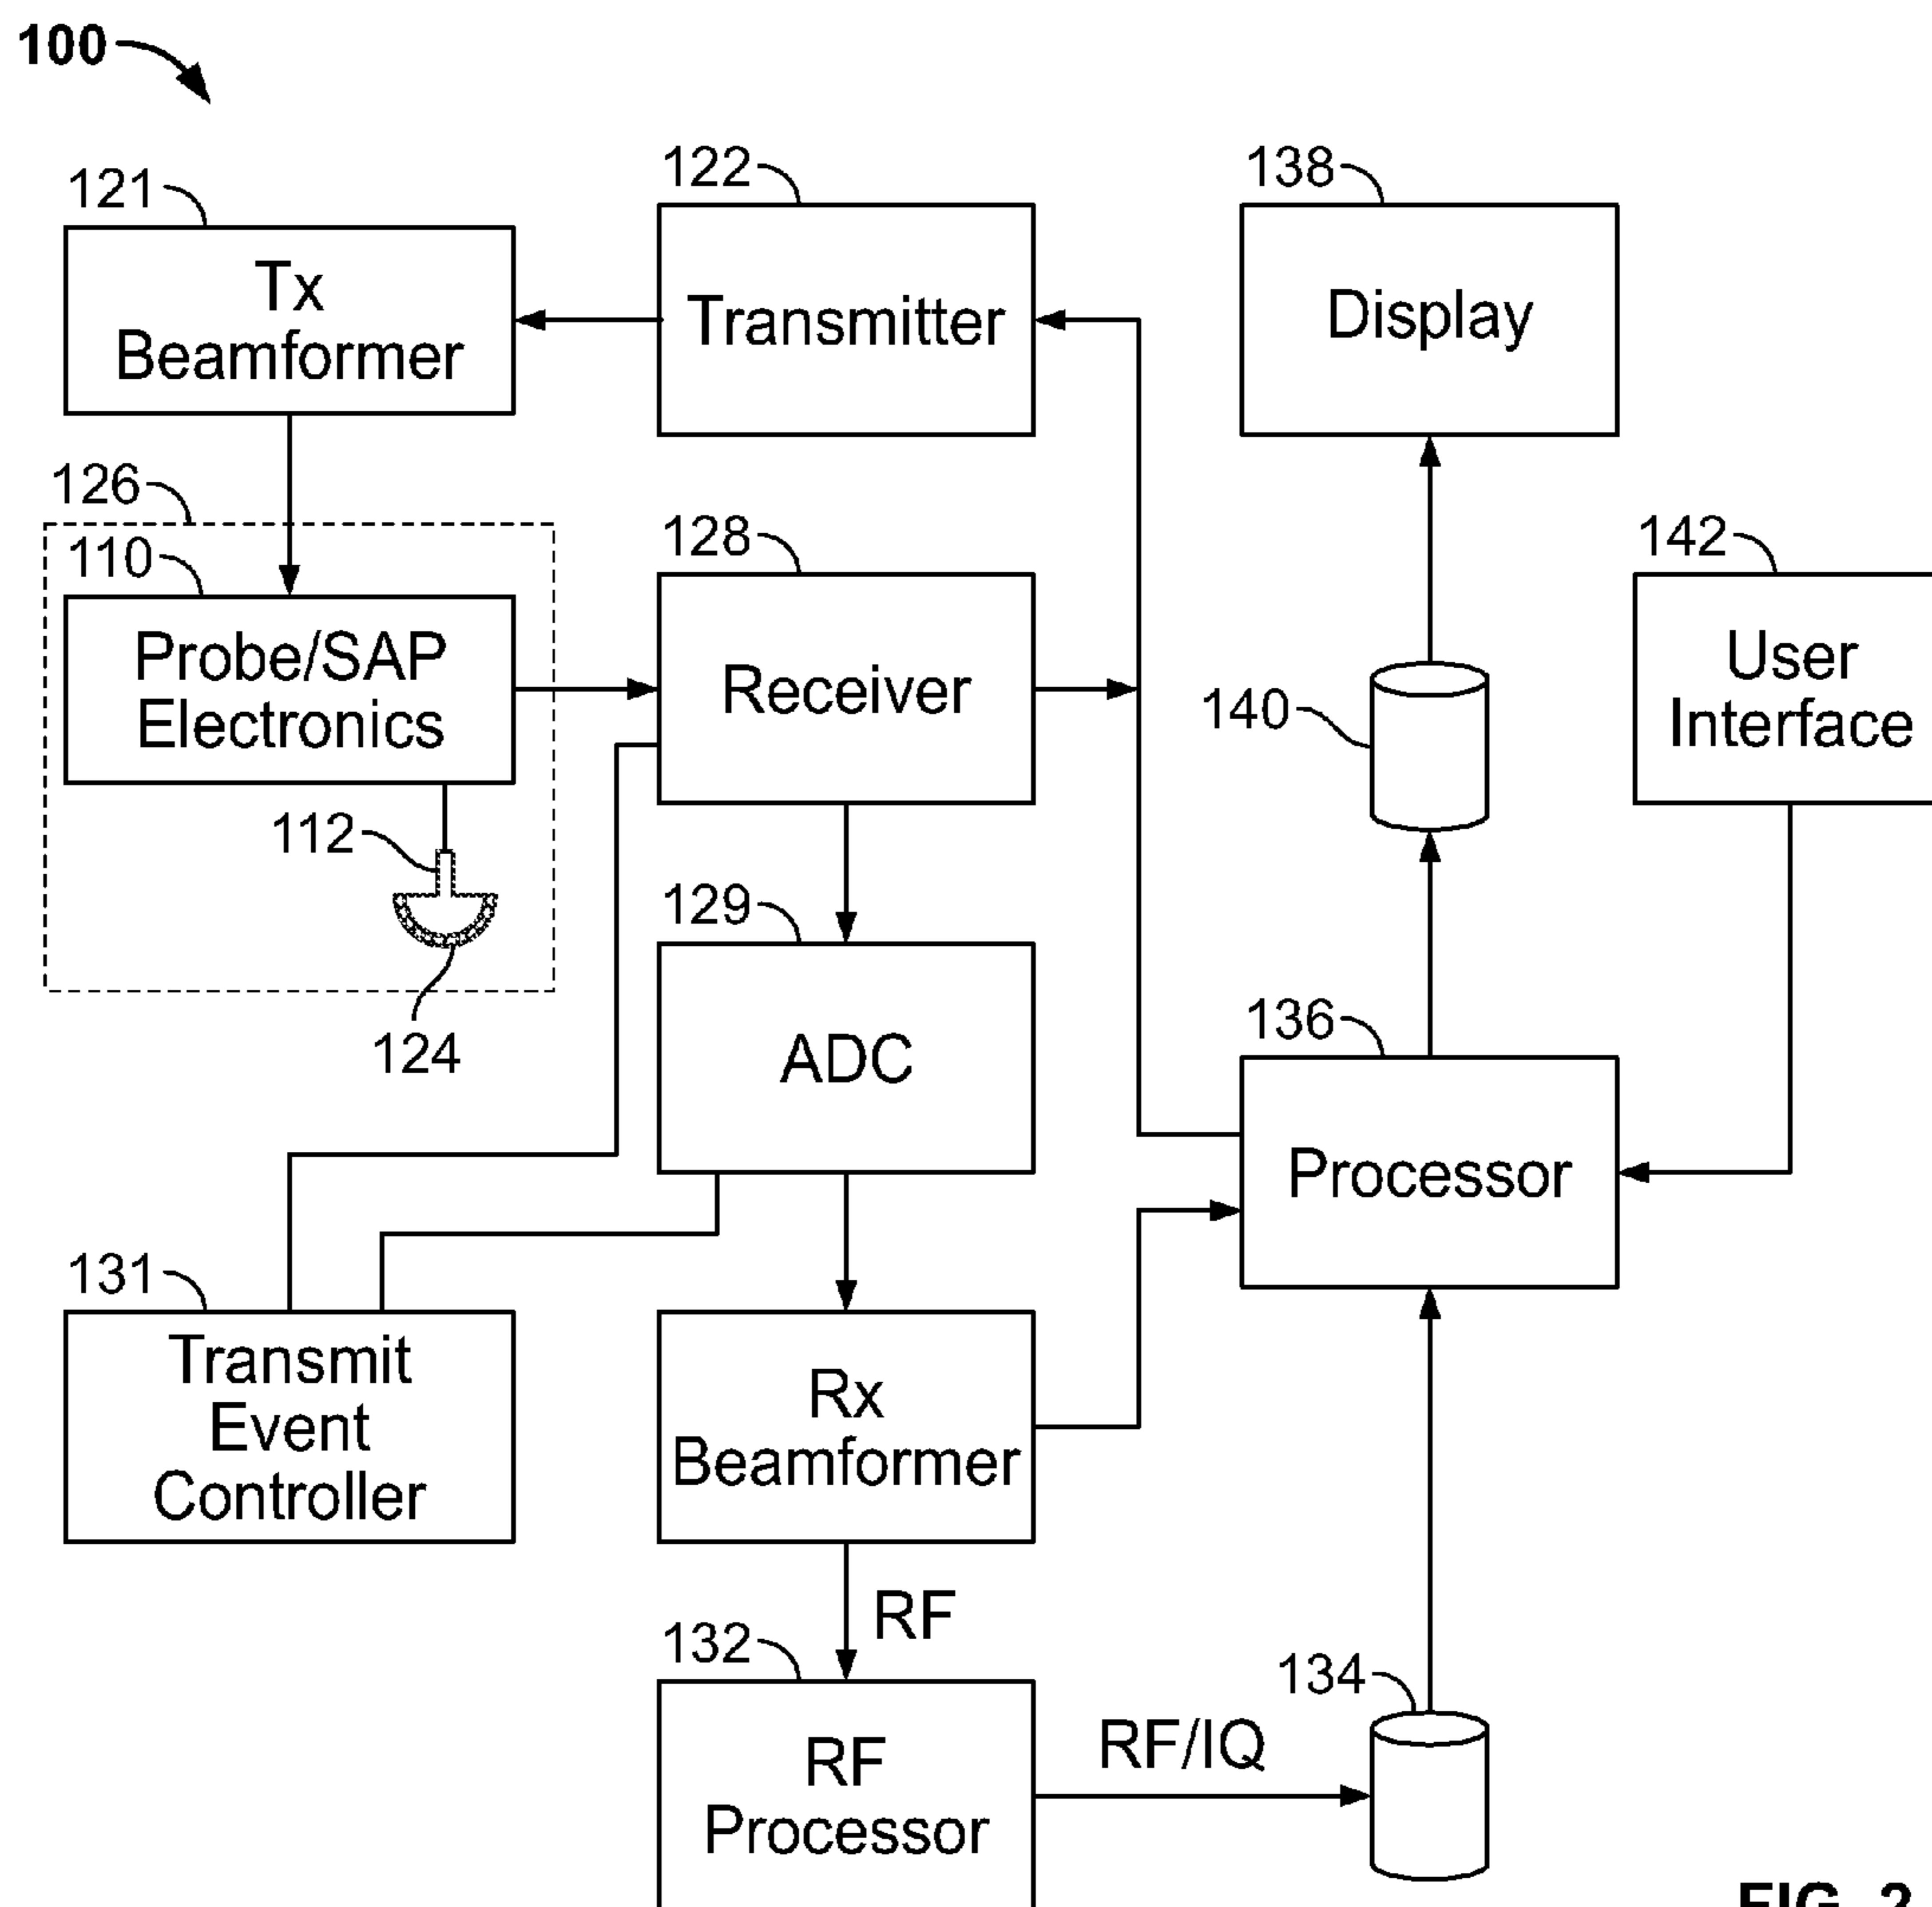 100
121
122
138
Tx
Beamformer
Transmitter
Display
126
110
128
142
Probe/SAP
Electronics
Receiver
140
User
Interface
112
129
124
136
ADC
Processor
131
Transmit
Event
Controller
Rx
Beamformer
RF
132
134
RF
Processor
RF/IQ
FIG. 2